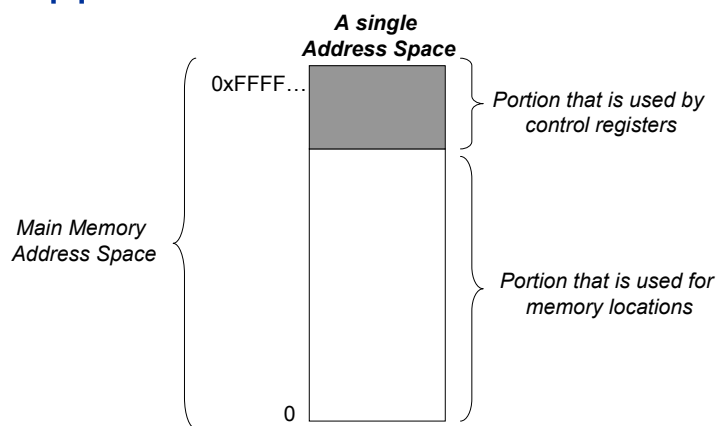 A single
Address Space
0xFFFF…
Portion that is used by
control registers
Main Memory
Address Space
Portion that is used for
memory locations
0